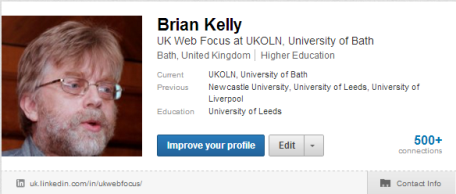 Brian Kelly
UK Web Focus at UKOLN, University of Bath
Bath, United Kingdom | Higher Education
Current UKOLN, University of Bath
Previous Newcastle University, University of Leeds, University of
Liverpool
Education University of Leeds
Improve your profile Edit 500+
connections
in uk.linkedin.com/in/ukwebfocus/ Contact Info